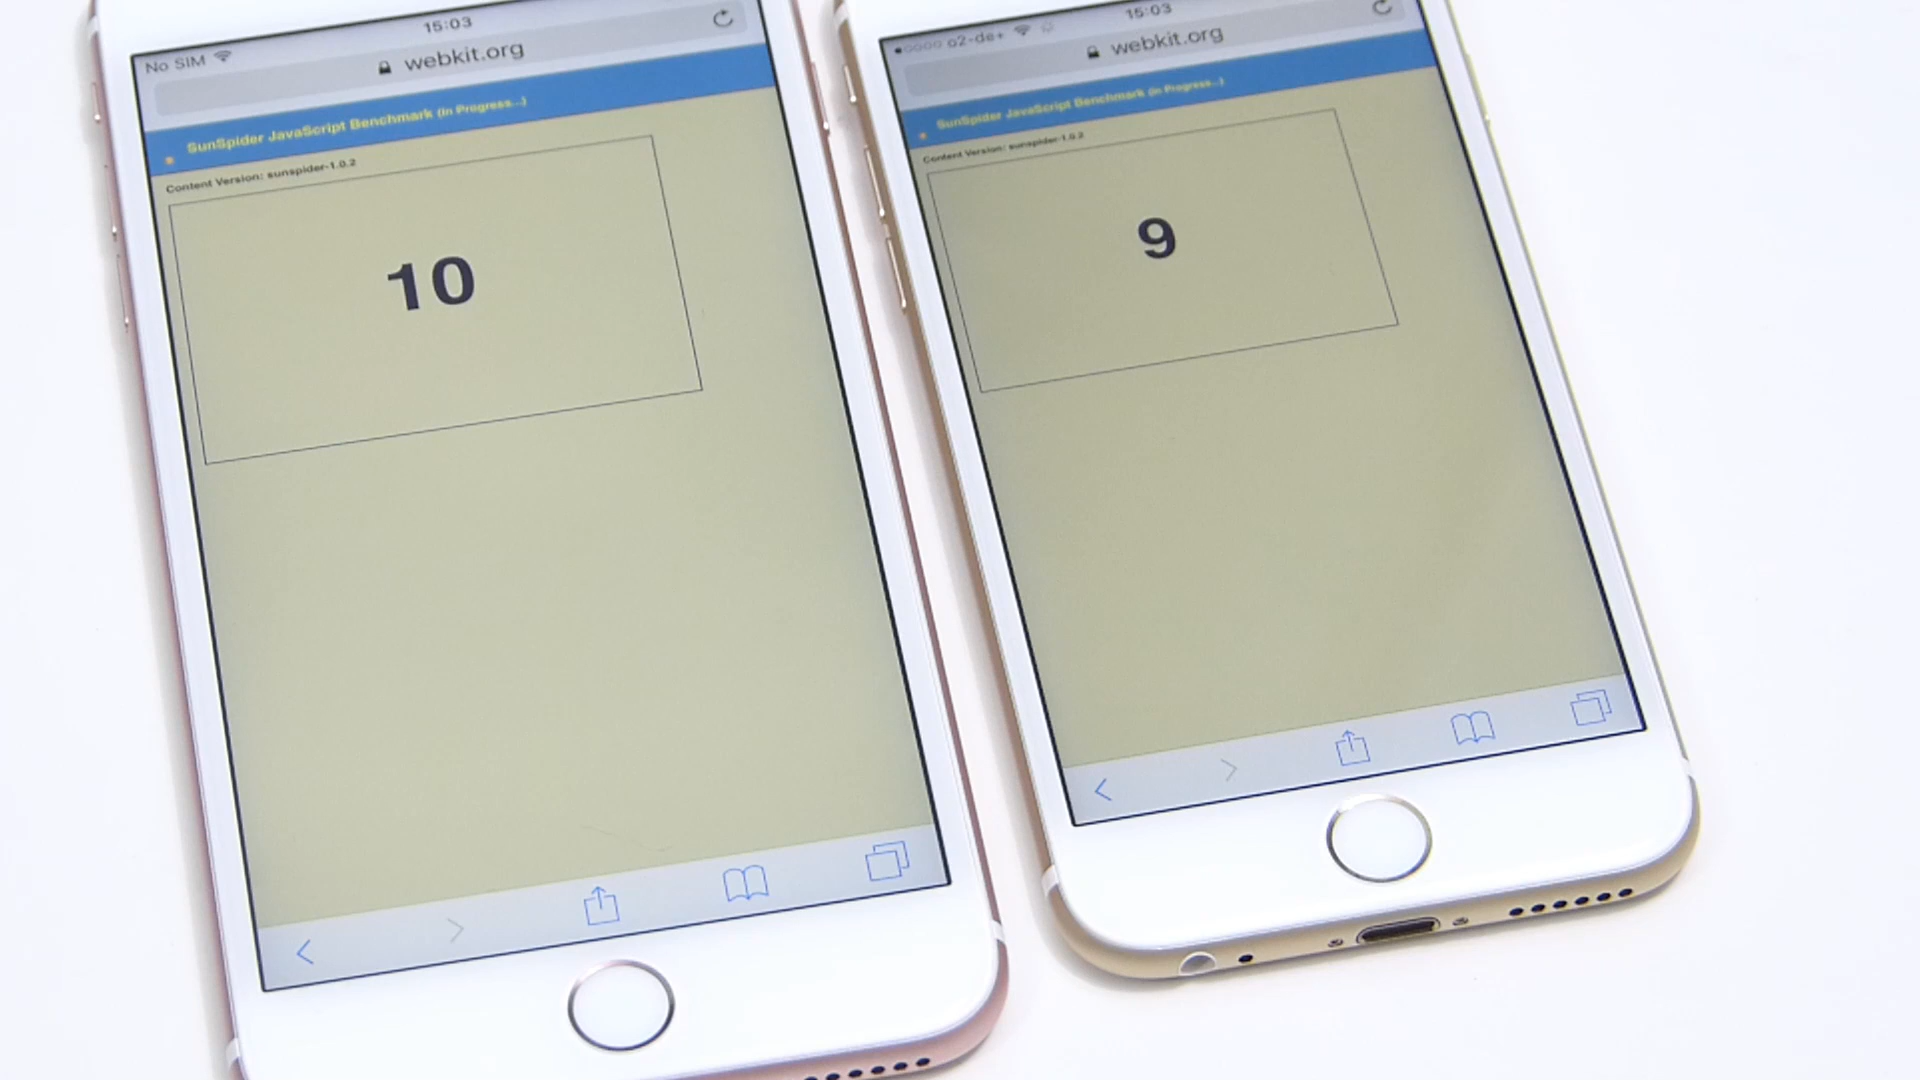 15:03
No SIM
webkit.org
SunSpider JavaScript Benchmark (In Progress...)
Content Version: sunspider-1.0.2
10
15:03
o2-de+
webkit.org
SunSpider JavaScript Benchmark (In Progress...)
Content Version: sunspider-1.0.2
9